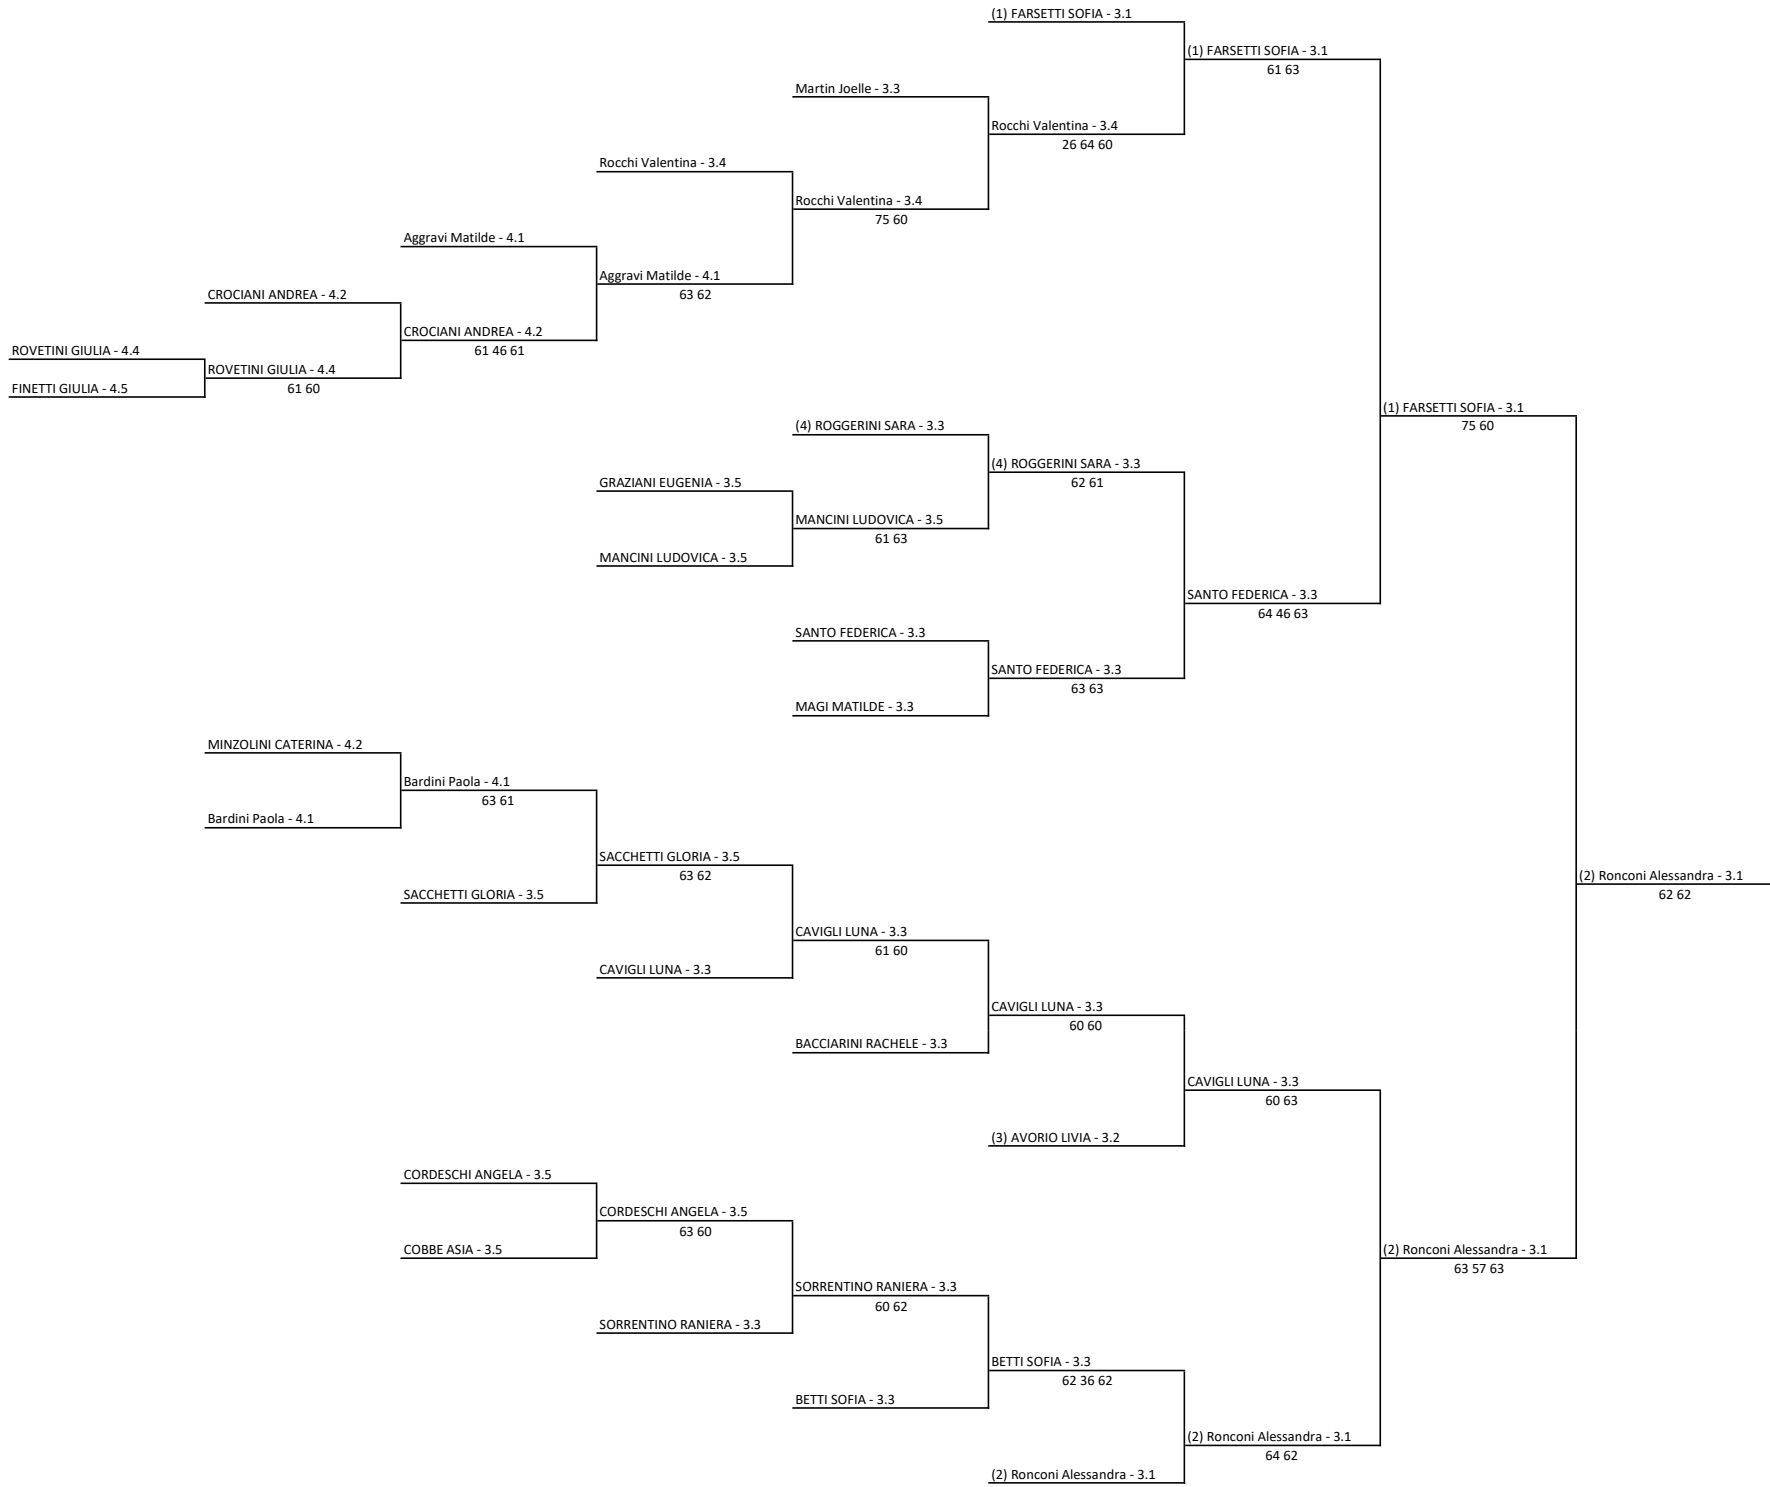 (1) FARSETTI SOFIA - 3.1
(1) FARSETTI SOFIA - 3.1
61 63
Martin Joelle - 3.3
Rocchi Valentina - 3.4
26 64 60
Rocchi Valentina - 3.4
Rocchi Valentina - 3.4
75 60
Aggravi Matilde - 4.1
Aggravi Matilde - 4.1
63 62
CROCIANI ANDREA - 4.2
CROCIANI ANDREA - 4.2
61 46 61
ROVETINI GIULIA - 4.4
ROVETINI GIULIA - 4.4
61 60
FINETTI GIULIA - 4.5
(1) FARSETTI SOFIA - 3.1
75 60
(4) ROGGERINI SARA - 3.3
(4) ROGGERINI SARA - 3.3
62 61
GRAZIANI EUGENIA - 3.5
MANCINI LUDOVICA - 3.5
61 63
MANCINI LUDOVICA - 3.5
SANTO FEDERICA - 3.3
64 46 63
SANTO FEDERICA - 3.3
SANTO FEDERICA - 3.3
63 63
MAGI MATILDE - 3.3
MINZOLINI CATERINA - 4.2
Bardini Paola - 4.1
63 61
Bardini Paola - 4.1
SACCHETTI GLORIA - 3.5
63 62
SACCHETTI GLORIA - 3.5
(2) Ronconi Alessandra - 3.1
62 62
CAVIGLI LUNA - 3.3
61 60
CAVIGLI LUNA - 3.3
CAVIGLI LUNA - 3.3
60 60
BACCIARINI RACHELE - 3.3
CAVIGLI LUNA - 3.3
60 63
(3) AVORIO LIVIA - 3.2
CORDESCHI ANGELA - 3.5
CORDESCHI ANGELA - 3.5
63 60
COBBE ASIA - 3.5
(2) Ronconi Alessandra - 3.1
63 57 63
SORRENTINO RANIERA - 3.3
60 62
SORRENTINO RANIERA - 3.3
BETTI SOFIA - 3.3
62 36 62
BETTI SOFIA - 3.3
(2) Ronconi Alessandra - 3.1
64 62
(2) Ronconi Alessandra - 3.1